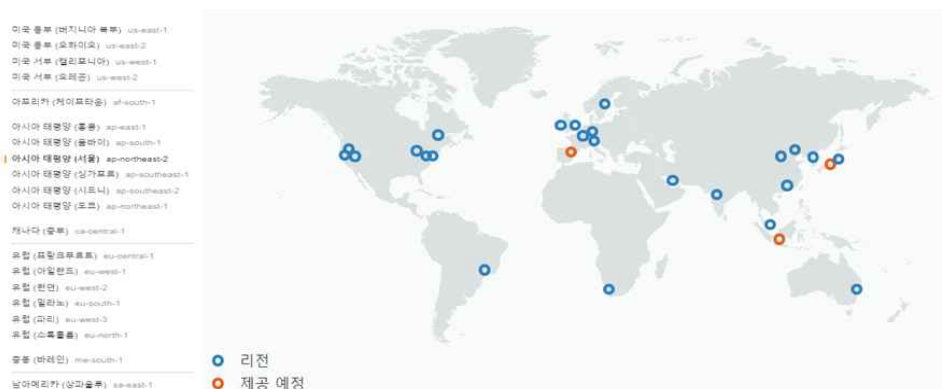 미국 동부 (버지니아 북부) us-east-1
미국 동부 (오하이오) us-east-2
미국 서부 (캘리포니아) us-west-1
미국 서부 (오레곤) us-west-2
아프리카 (케이프타운) af-south-1
아시아 태평양 (홍콩) ap-east-1
아시아 태평양 (뭄바이) ap-south-1
아시아 태평양 (서울) ap-northeast-2
아시아 태평양 (싱가포르) ap-southeast-1
아시아 태평양 (시드니) ap-southeast-2
아시아 태평양 (도쿄) ap-northeast-1
캐나다 (중부) ca-central-1
유럽 (프랑크푸르트) eu-central-1
유럽 (아일랜드) eu-west-1
유럽 (런던) eu-west-2
유럽 (밀라노) eu-south-1
유럽 (파리) eu-west-3
유럽 (스톡홀름) eu-north-1
중동 (바레인) me-south-1
남아메리카 (상파울루) sa-east-1
리전
제공 예정